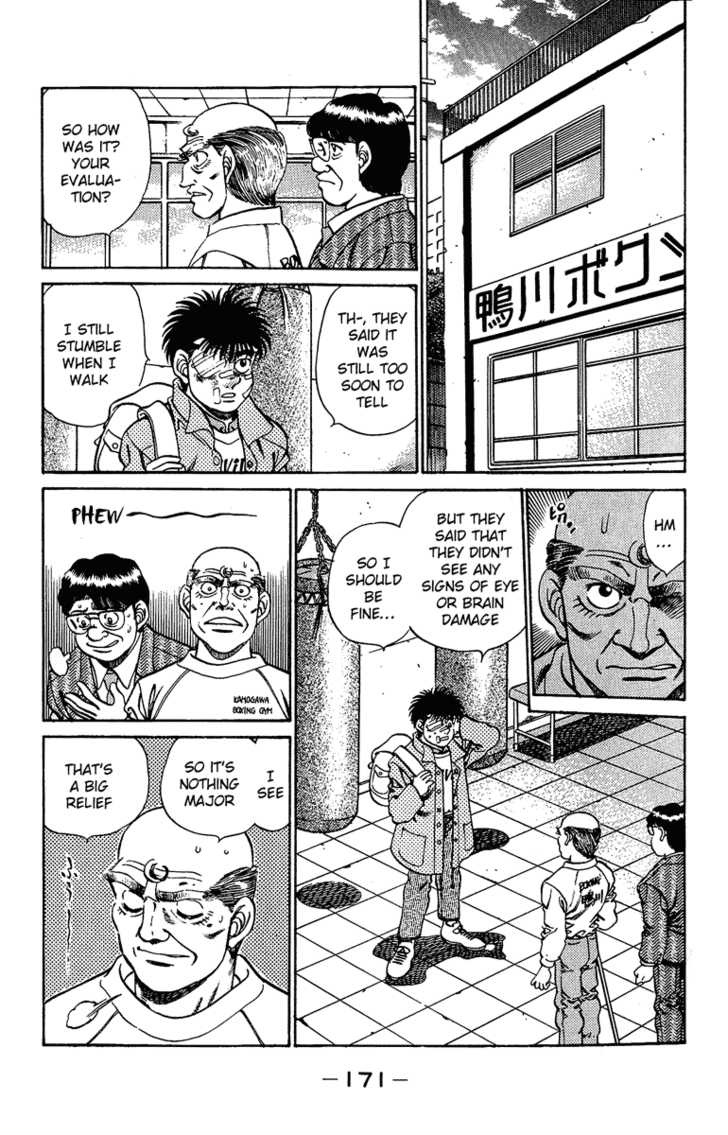 鴨川ボクシ
SO HOW
WAS IT?
YOUR
EVALUA-
TION?
TH-, THEY
SAID IT
WAS
STILL TOO
SOON TO
TELL
I STILL
STUMBLE
WHEN I
WALK
HM
...
BUT THEY
SAID THAT
THEY DIDN'T
SEE ANY
SIGNS OF EYE
OR BRAIN
DAMAGE
SO I
SHOULD
BE
FINE...
PHEW
KAMOGAWA
BOXING GYM
I
SEE
SO IT'S
NOTHING
MAJOR
THAT'S
A BIG
RELIEF
-171-